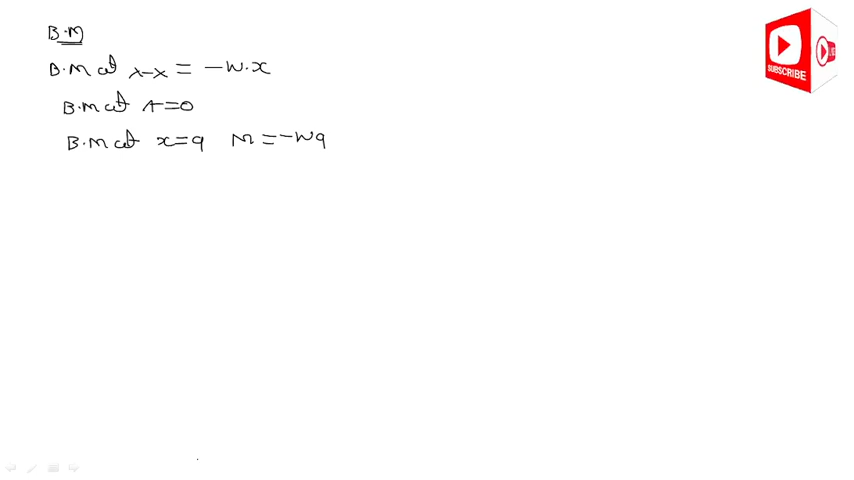 B.M
B.M at x-x = -W.x
B.M at A=0
B.M at x=a M=-Wa
SUBSCRIBE